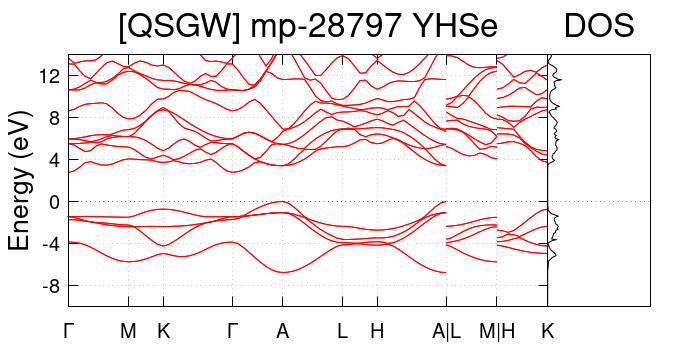 [QSGW] mp-28797 YHSe DOS
Energy (eV)
12
8
4
0
-4
-8
Γ M K Γ A L H A|L M|H K